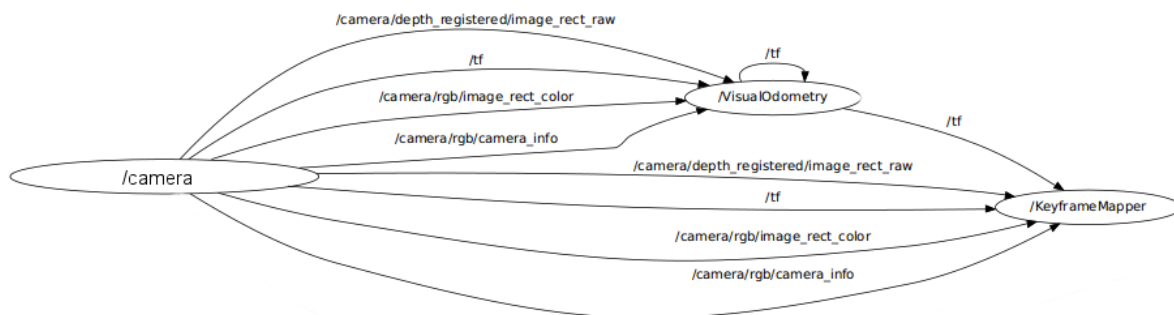 /camera/depth_registered/image_rect_raw
/tf
/tf
/camera/rgb/image_rect_color
/VisualOdometry
/tf
/camera/rgb/camera_info
/camera/depth_registered/image_rect_raw
/camera
/tf
/KeyframeMapper
/camera/rgb/image_rect_color
/camera/rgb/camera_info